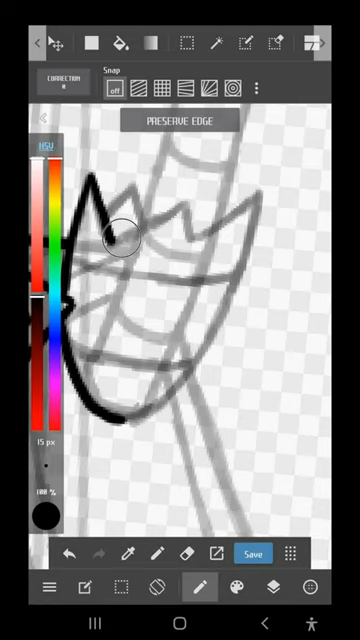 CORRECTION
X
Snap
off
PRESERVE EDGE
HSV
15 px
100 %
Save